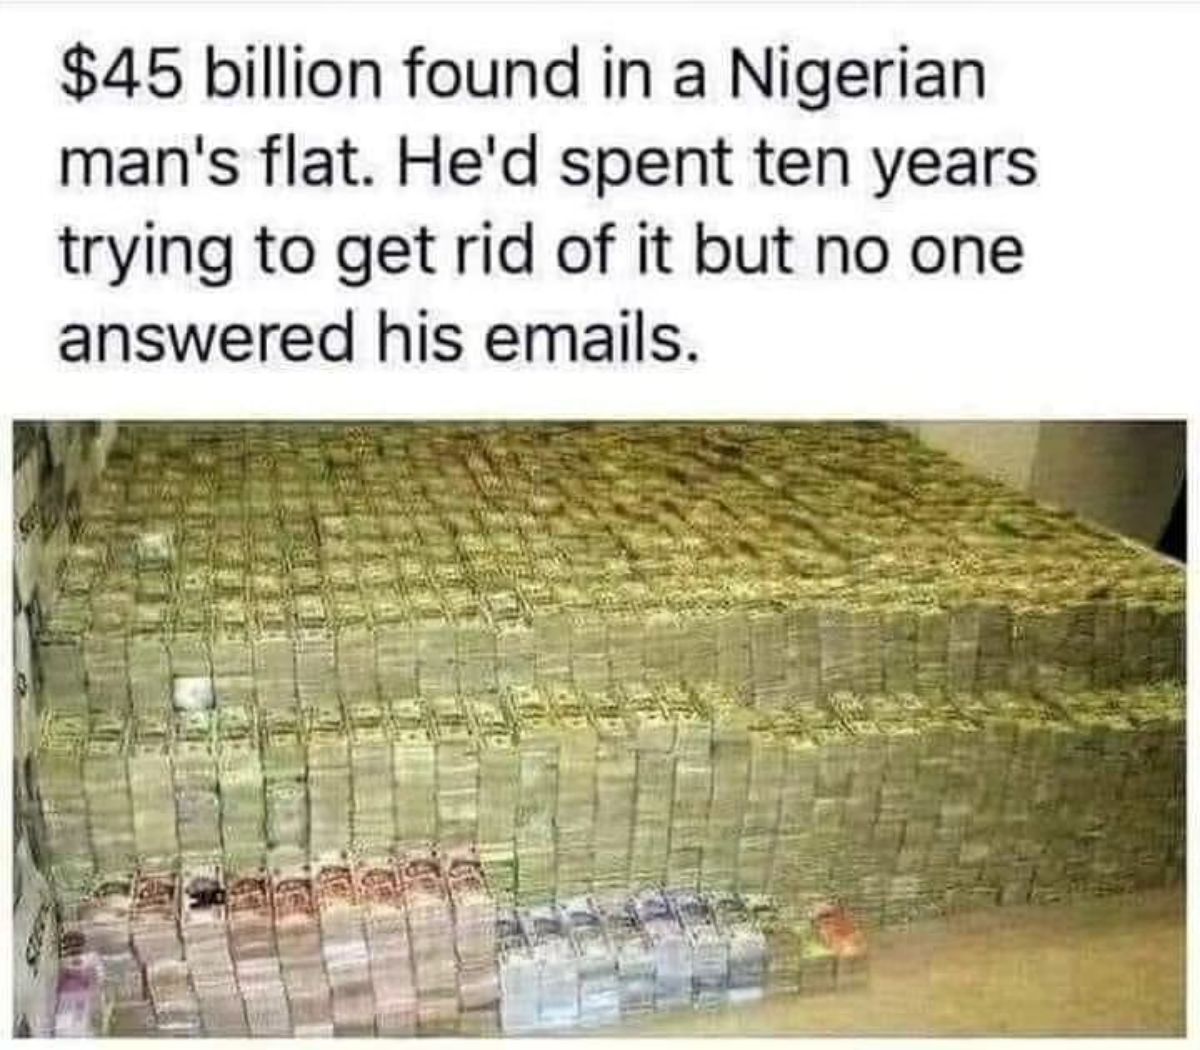 $45 billion found in a Nigerian
man's flat. He'd spent ten years
trying to get rid of it but no one
answered his emails.